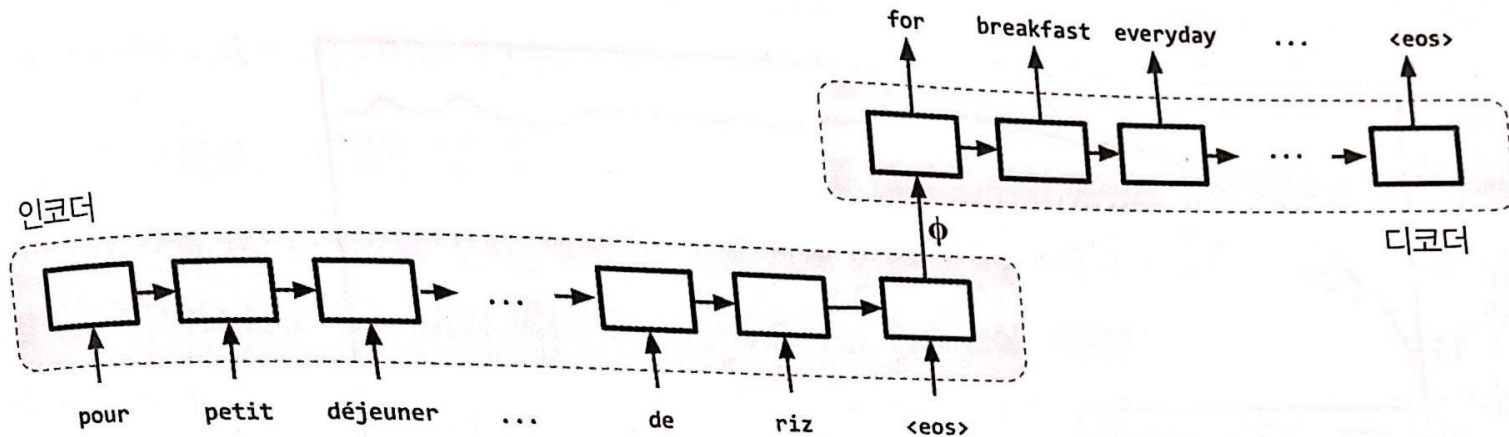 for breakfast everyday ... <eos>
인코더
ϕ
디코더
pour petit déjeuner ... de riz <eos>